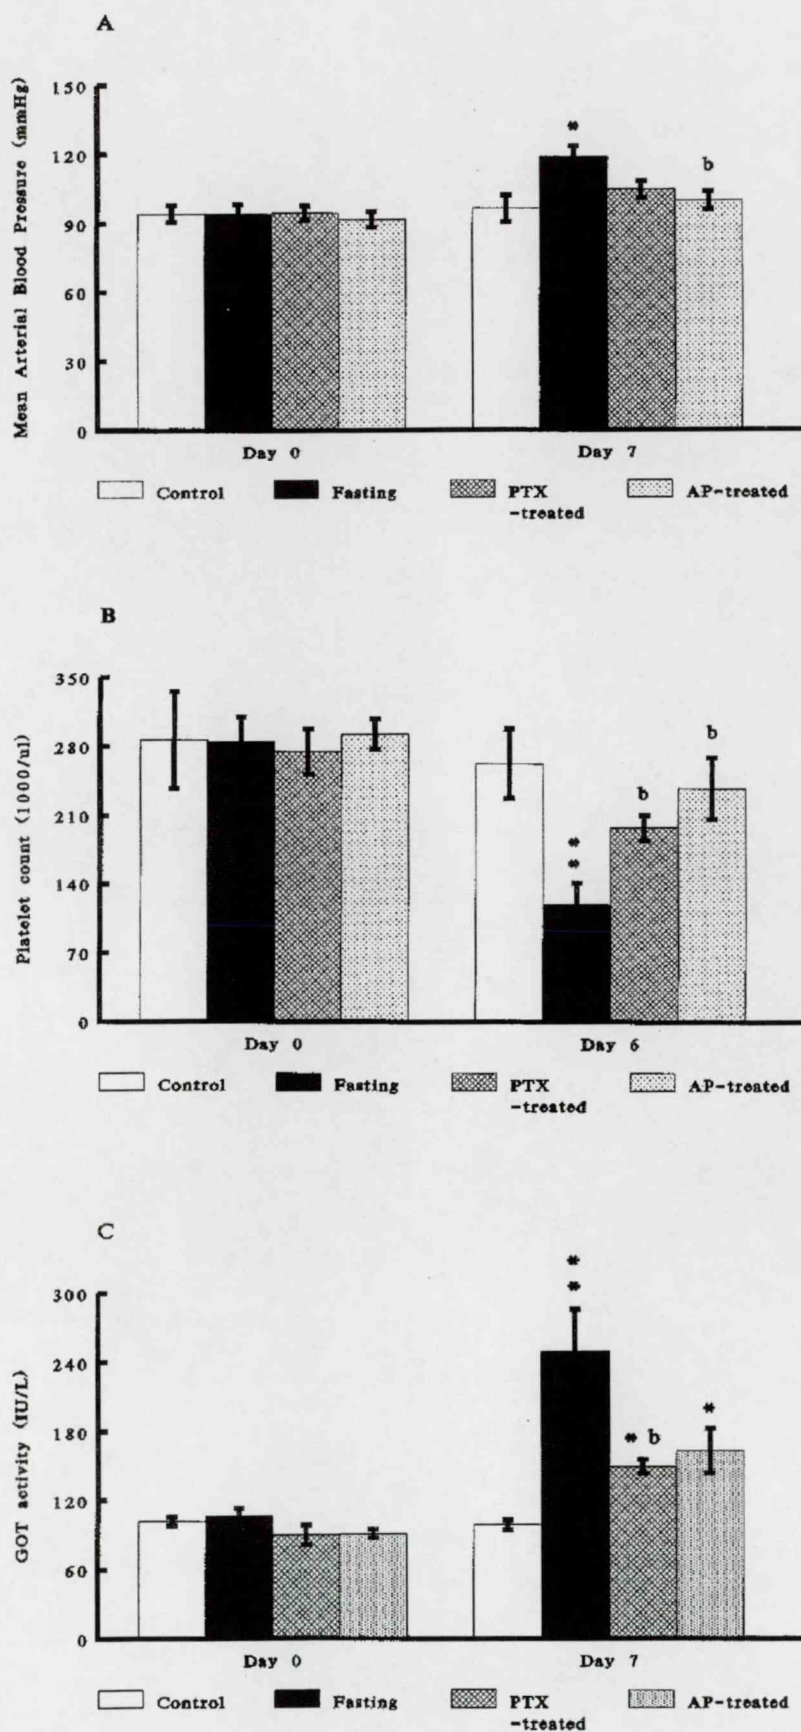 A
Mean Arterial Blood Pressure (mmHg)
150
120
90
60
30
0
*
b
Day 0 Day 7
Control Fasting PTX -treated AP-treated
B
Platelet count (1000/ul)
350
280
210
140
70
0
*
*
b
b
Day 0 Day 6
Control Fasting PTX -treated AP-treated
C
GOT activity (IU/L)
300
240
180
120
60
0
*
*
* b
*
Day 0 Day 7
Control Fasting PTX -treated AP-treated